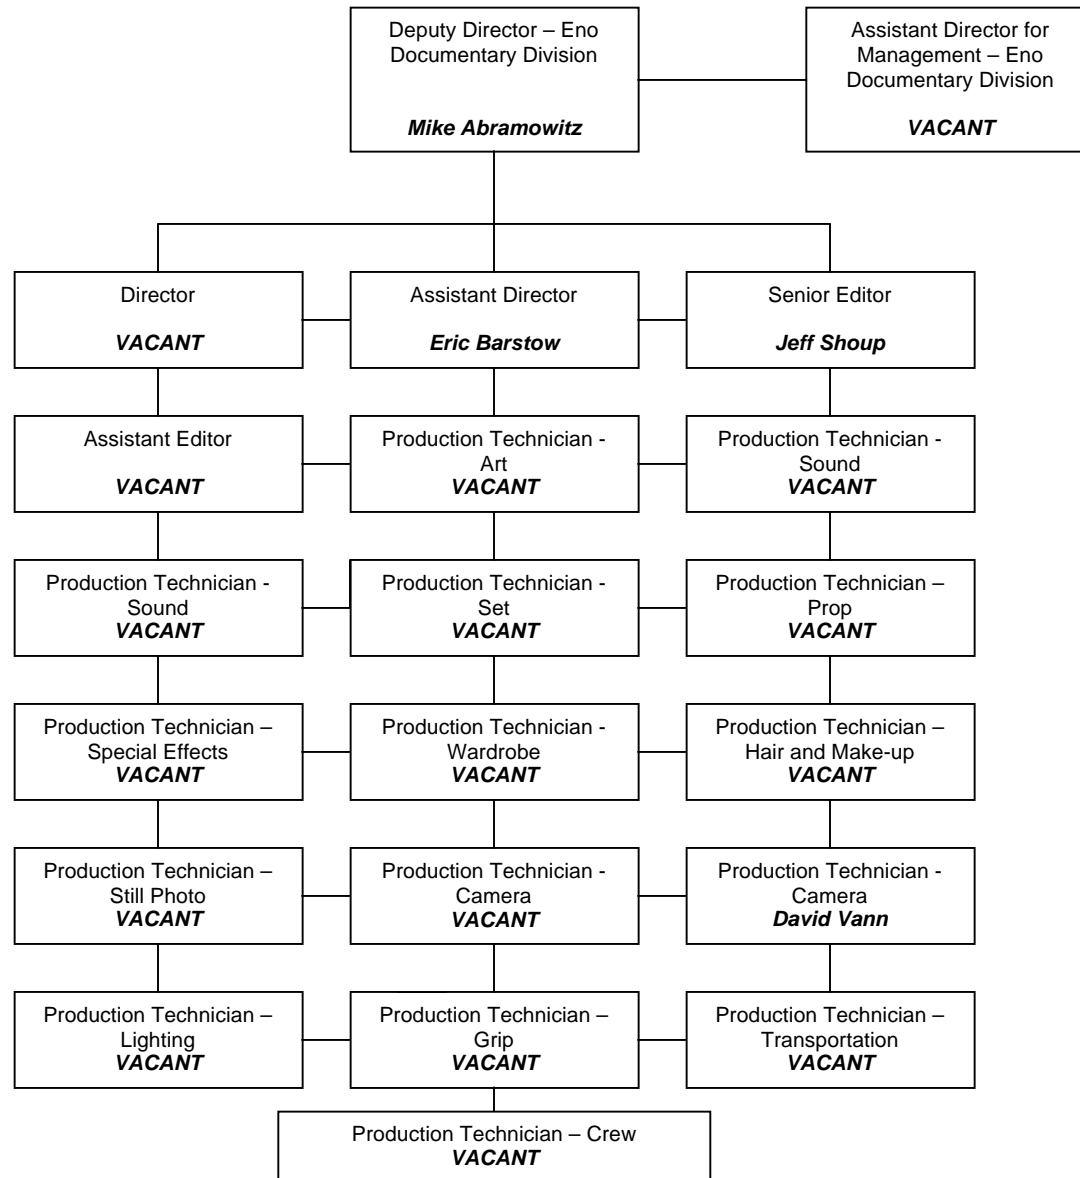 Deputy Director – Eno
Documentary Division
Mike Abramowitz
Assistant Director for
Management – Eno
Documentary Division
VACANT
Director
VACANT
Assistant Director
Eric Barstow
Senior Editor
Jeff Shoup
Assistant Editor
VACANT
Production Technician -
Art
VACANT
Production Technician -
Sound
VACANT
Production Technician -
Sound
VACANT
Production Technician -
Set
VACANT
Production Technician –
Prop
VACANT
Production Technician –
Special Effects
VACANT
Production Technician -
Wardrobe
VACANT
Production Technician –
Hair and Make-up
VACANT
Production Technician –
Still Photo
VACANT
Production Technician -
Camera
VACANT
Production Technician -
Camera
David Vann
Production Technician –
Lighting
VACANT
Production Technician –
Grip
VACANT
Production Technician –
Transportation
VACANT
Production Technician – Crew
VACANT